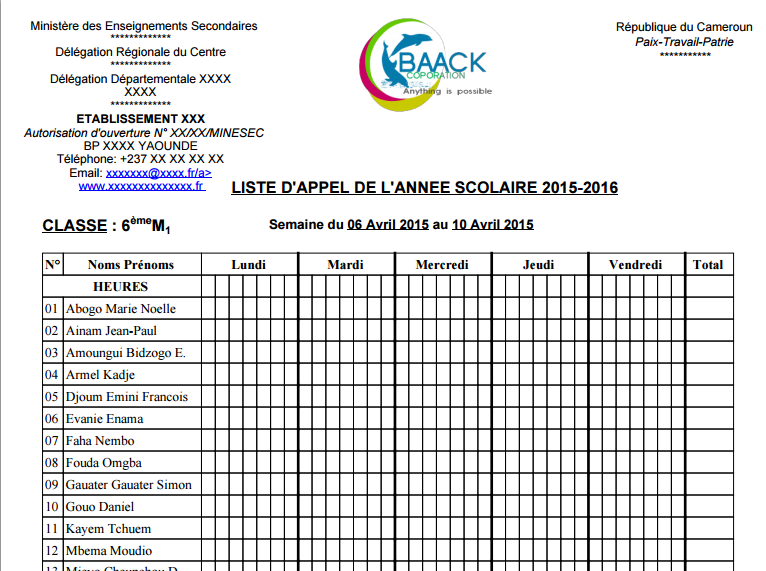 Ministère des Enseignements Secondaires
*************
Délégation Régionale du Centre
*************
Délégation Départementale XXXX
XXXX
*************
ETABLISSEMENT XXX
Autorisation d'ouverture N° XX/XX/MINESEC
BP XXXX YAOUNDE
Téléphone: +237 XX XX XX XX
Email: xxxxxxx@xxxx.fr/a>
www.xxxxxxxxxxxxxx.fr
BAACK
COPORATION
Anything is possible
République du Cameroun
Paix-Travail-Patrie
***********
LISTE D'APPEL DE L'ANNEE SCOLAIRE 2015-2016
CLASSE : 6èmeM1
Semaine du 06 Avril 2015 au 10 Avril 2015
N° Noms Prénoms Lundi Mardi Mercredi Jeudi Vendredi Total
HEURES
01 Abogo Marie Noelle
02 Ainam Jean-Paul
03 Amoungui Bidzogo E.
04 Armel Kadje
05 Djoum Emini Francois
06 Evanie Enama
07 Faha Nembo
08 Fouda Omgba
09 Gauater Gauater Simon
10 Gouo Daniel
11 Kayem Tchuem
12 Mbema Moudio